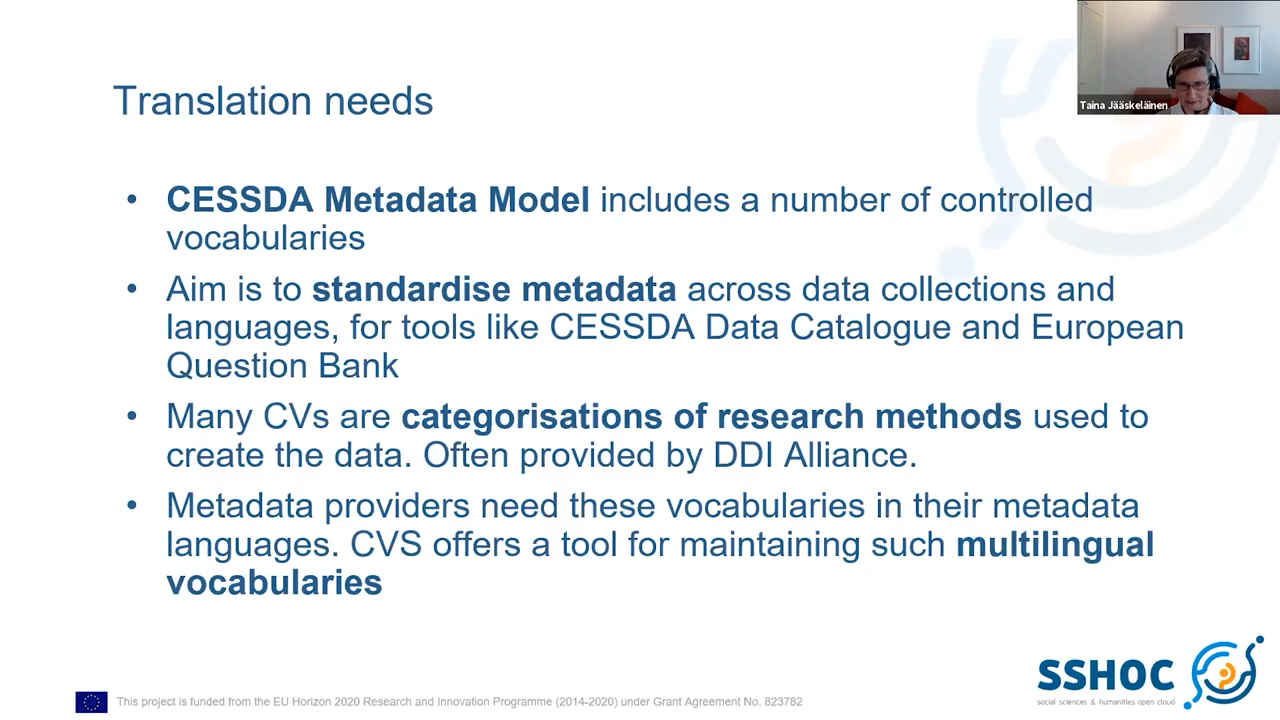 Taina Jääskeläinen
Translation needs
• CESSDA Metadata Model includes a number of controlled
vocabularies
• Aim is to standardise metadata across data collections and
languages, for tools like CESSDA Data Catalogue and European
Question Bank
• Many CVs are categorisations of research methods used to
create the data. Often provided by DDI Alliance.
• Metadata providers need these vocabularies in their metadata
languages. CVS offers a tool for maintaining such multilingual
vocabularies
SSHOC
social sciences & humanities open cloud
This project is funded from the EU Horizon 2020 Research and Innovation Programme (2014-2020) under Grant Agreement No. 823782